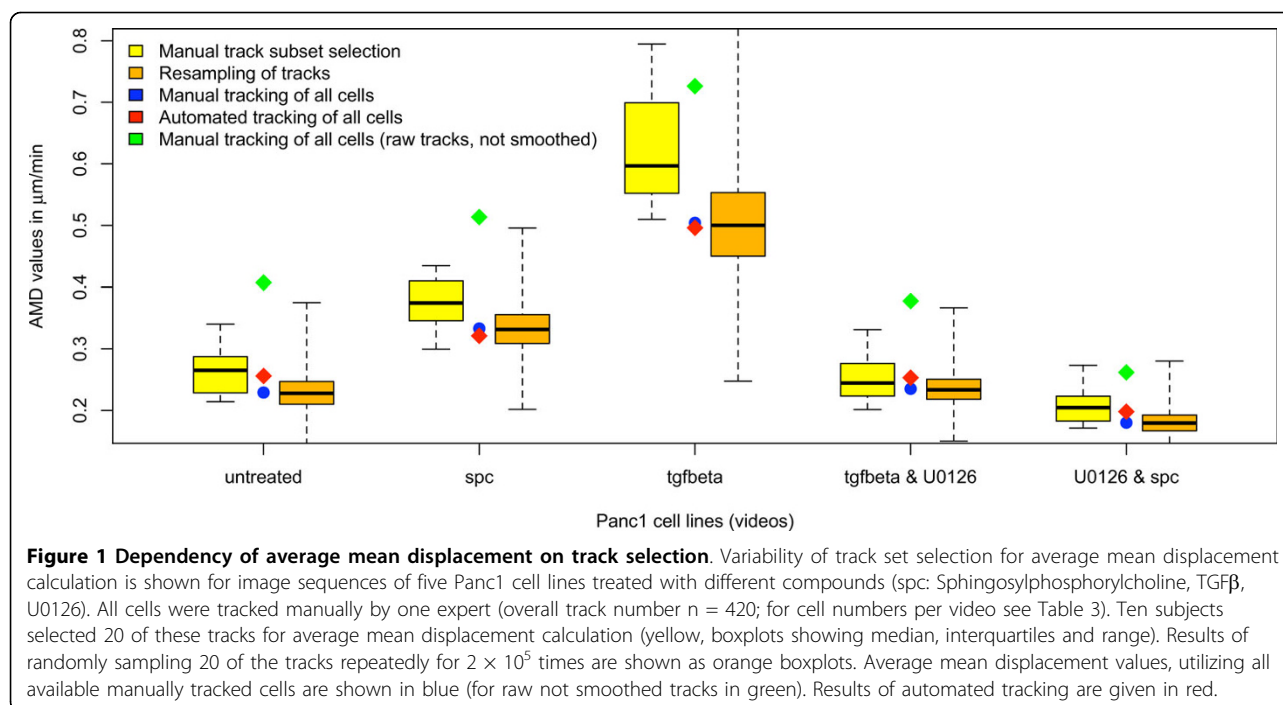 Manual track subset selection
Resampling of tracks
Manual tracking of all cells
Automated tracking of all cells
Manual tracking of all cells (raw tracks, not smoothed)
AMD values in μm/min
0.8
0.7
0.6
0.5
0.4
0.3
0.2
untreated
spc
tgfbeta
tgfbeta & U0126
U0126 & spc
Panc1 cell lines (videos)
Figure 1 Dependency of average mean displacement on track selection. Variability of track set selection for average mean displacement
calculation is shown for image sequences of five Panc1 cell lines treated with different compounds (spc: Sphingosylphosphorylcholine, TGFβ,
U0126). All cells were tracked manually by one expert (overall track number n = 420; for cell numbers per video see Table 3). Ten subjects
selected 20 of these tracks for average mean displacement calculation (yellow, boxplots showing median, interquartiles and range). Results of
randomly sampling 20 of the tracks repeatedly for 2 × 10⁵ times are shown as orange boxplots. Average mean displacement values, utilizing all
available manually tracked cells are shown in blue (for raw not smoothed tracks in green). Results of automated tracking are given in red.